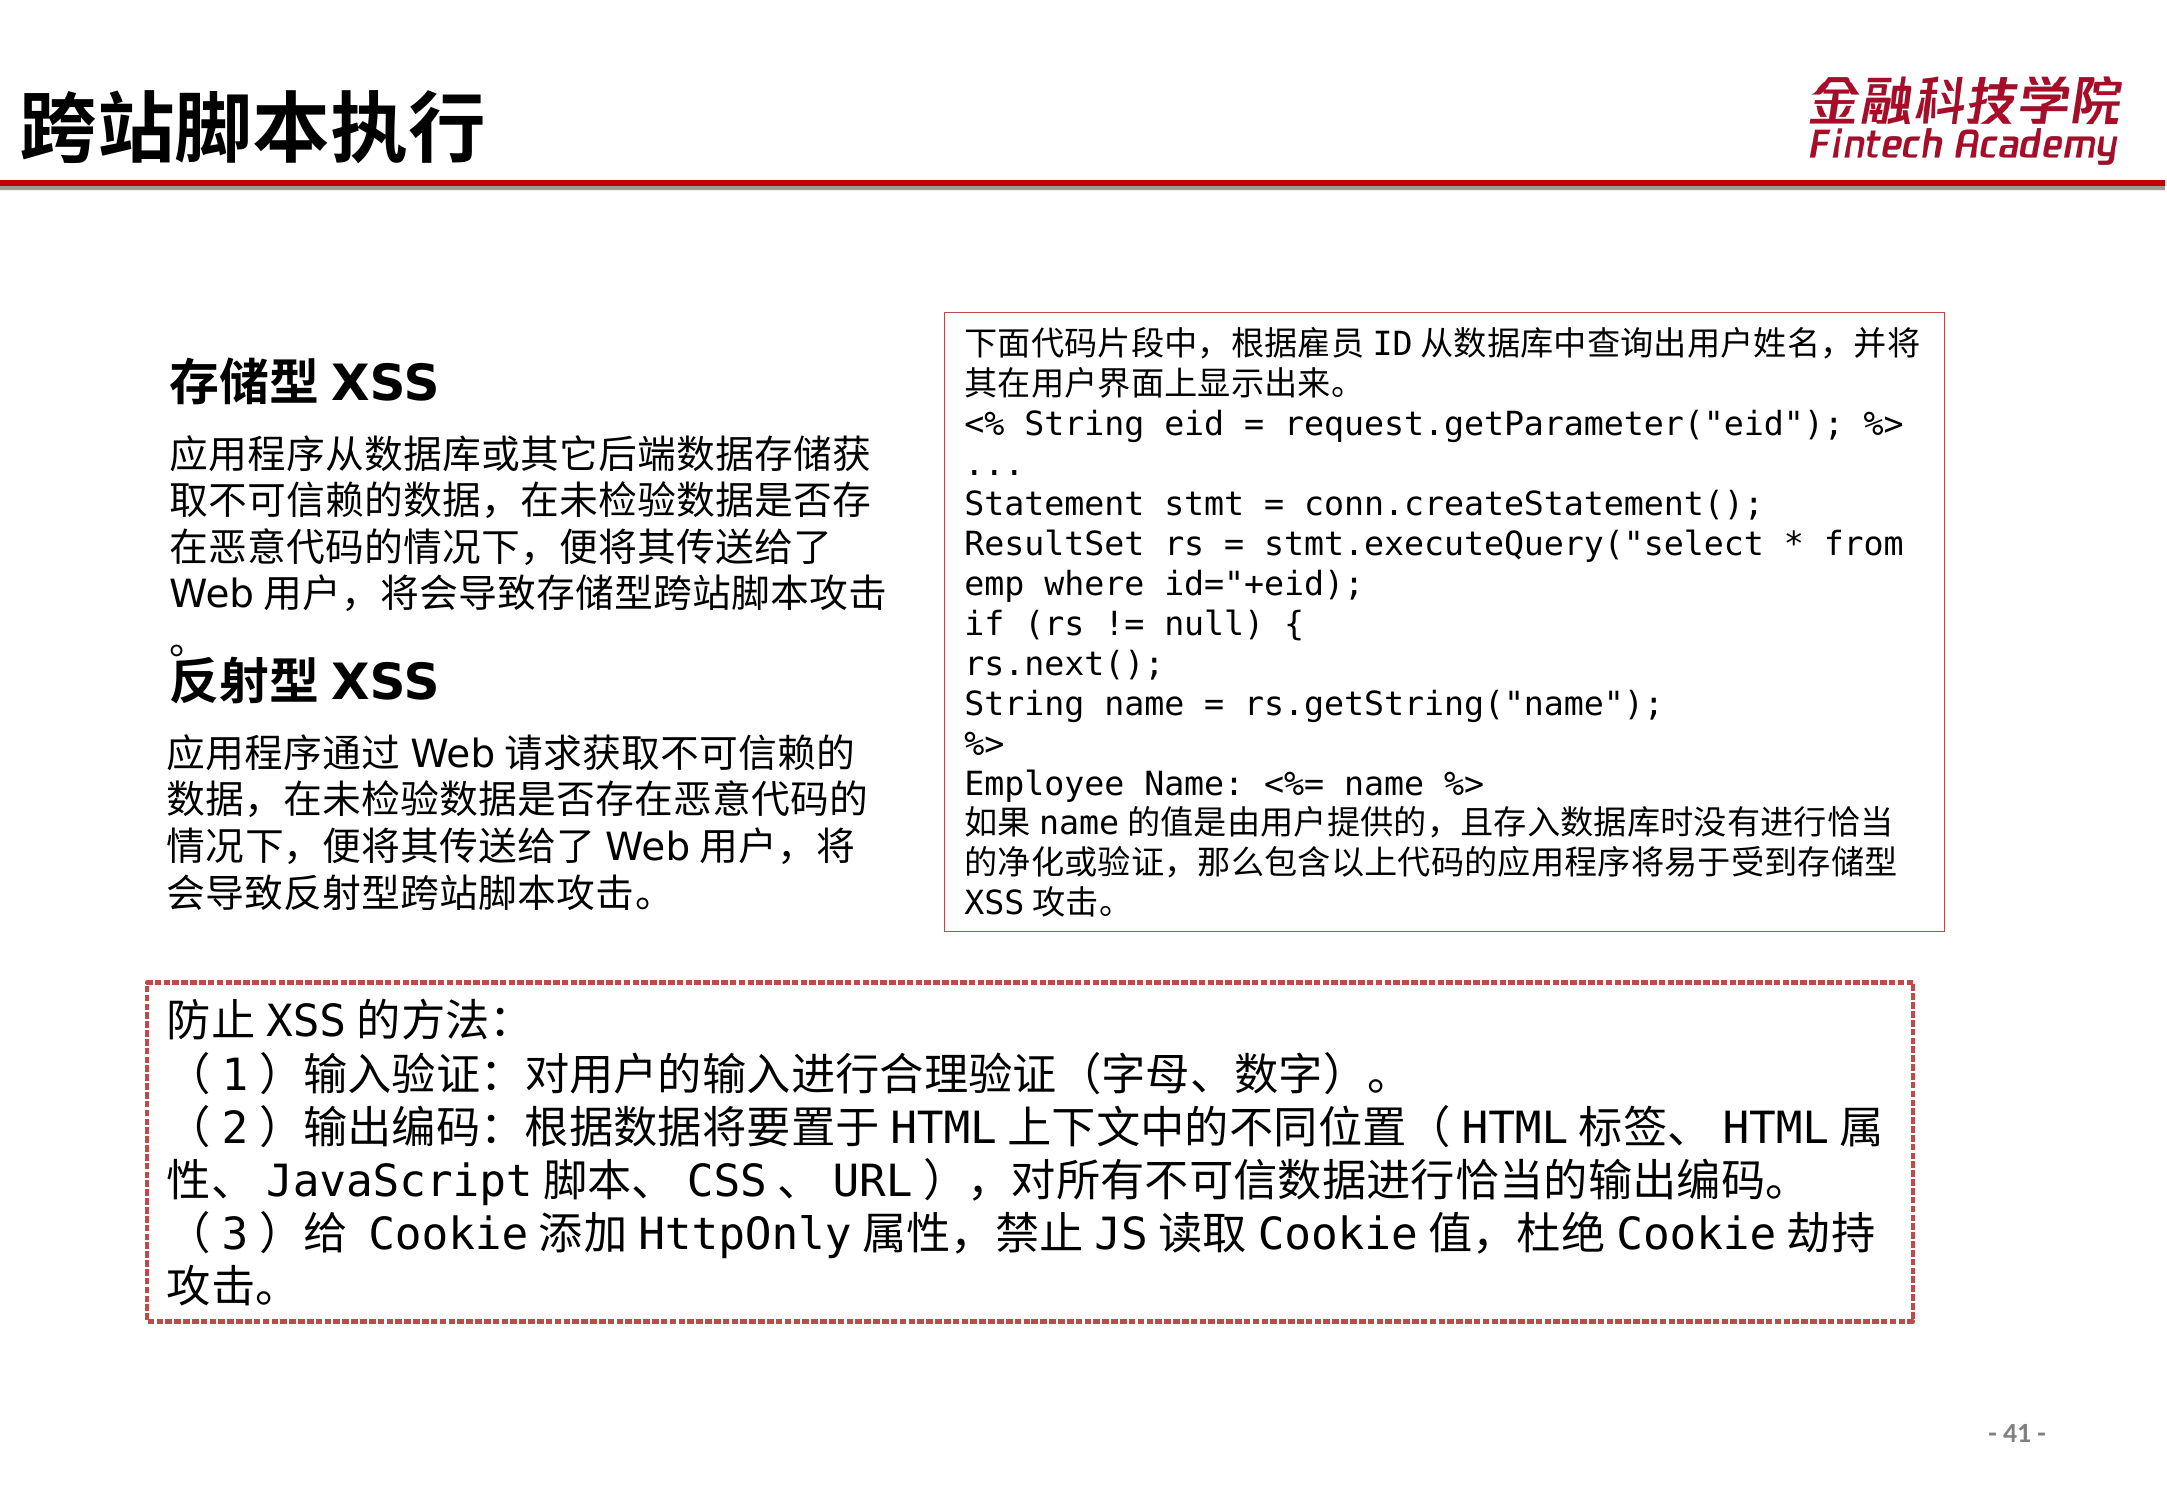 跨站脚本执行
金融科技学院
Fintech Academy
存储型 XSS
应用程序从数据库或其它后端数据存储获
取不可信赖的数据，在未检验数据是否存
在恶意代码的情况下，便将其传送给了
Web 用户，将会导致存储型跨站脚本攻击
。
反射型 XSS
应用程序通过 Web 请求获取不可信赖的
数据，在未检验数据是否存在恶意代码的
情况下，便将其传送给了 Web 用户，将
会导致反射型跨站脚本攻击。
下面代码片段中，根据雇员 ID 从数据库中查询出用户姓名，并将
其在用户界面上显示出来。
<% String eid = request.getParameter("eid"); %>
...
Statement stmt = conn.createStatement();
ResultSet rs = stmt.executeQuery("select * from
emp where id="+eid);
if (rs != null) {
rs.next();
String name = rs.getString("name");
%>
Employee Name: <%= name %>
如果 name 的值是由用户提供的，且存入数据库时没有进行恰当
的净化或验证，那么包含以上代码的应用程序将易于受到存储型
XSS 攻击。
防止 XSS 的方法：
（ 1 ）输入验证：对用户的输入进行合理验证（字母、数字）。
（ 2 ）输出编码：根据数据将要置于 HTML 上下文中的不同位置（ HTML 标签、 HTML 属
性、 JavaScript 脚本、 CSS 、 URL ），对所有不可信数据进行恰当的输出编码。
（ 3 ）给 Cookie 添加 HttpOnly 属性，禁止 JS 读取 Cookie 值，杜绝 Cookie 劫持
攻击。
- 41 -